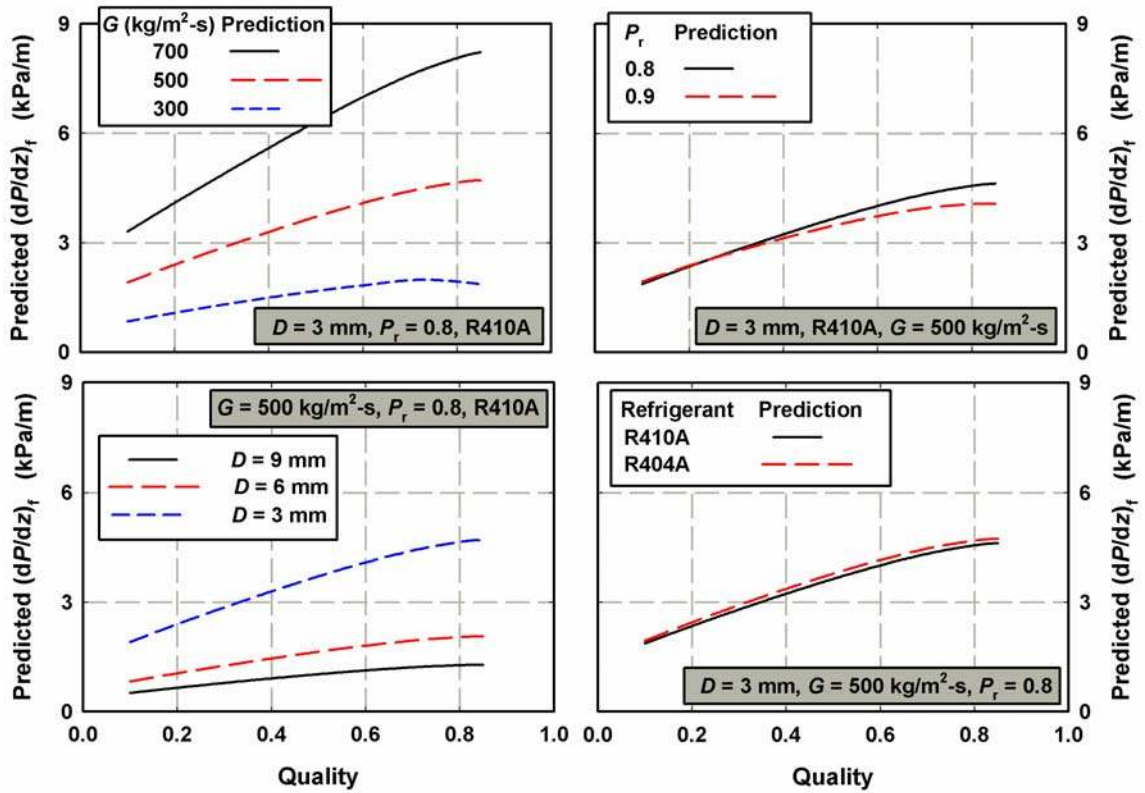 Predicted (dP/dz)f (kPa/m)
9
6
3
0
G (kg/m²-s) Prediction
700
500
300
D = 3 mm, Pr = 0.8, R410A
Pr Prediction
0.8
0.9
D = 3 mm, R410A, G = 500 kg/m²-s
9
6
3
0
Predicted (dP/dz)f (kPa/m)
Predicted (dP/dz)f (kPa/m)
9
6
3
0
G = 500 kg/m²-s, Pr = 0.8, R410A
D = 9 mm
D = 6 mm
D = 3 mm
0.0 0.2 0.4 0.6 0.8 1.0
Quality
Refrigerant Prediction
R410A
R404A
D = 3 mm, G = 500 kg/m²-s, Pr = 0.8
9
6
3
0
Predicted (dP/dz)f (kPa/m)
0.0 0.2 0.4 0.6 0.8 1.0
Quality